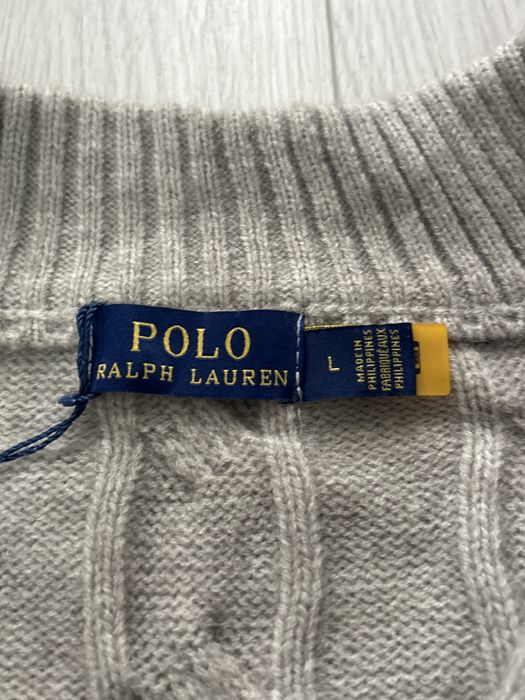 POLO
RALPH LAUREN
L
MADE IN
PHILIPPINES
FABRIQUÉ AUX
PHILIPPINES